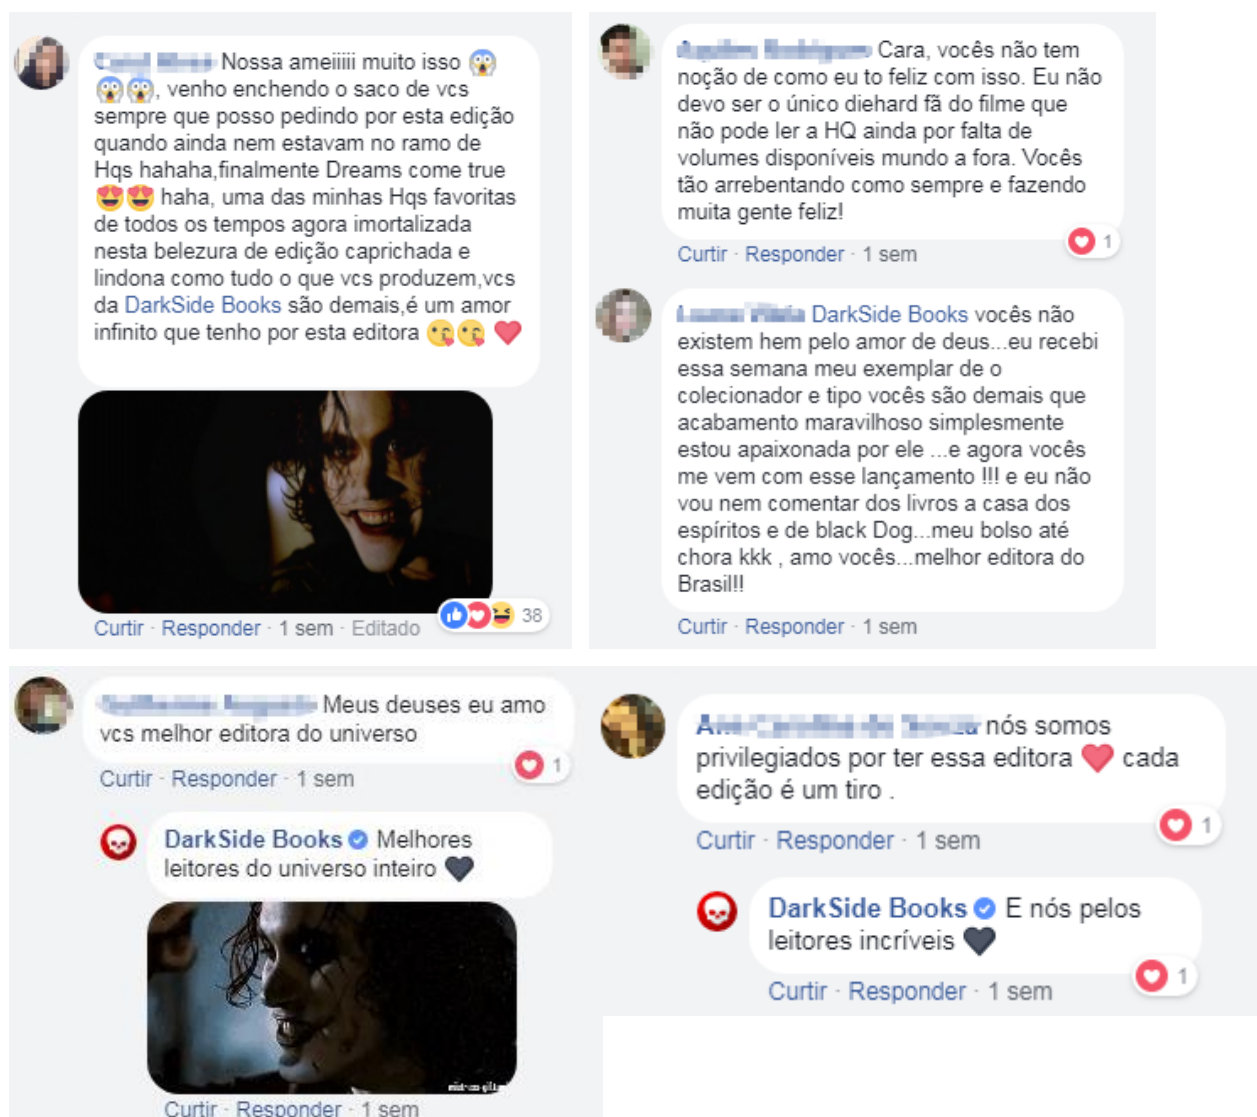 Nossa ameiiiii muito isso 😱
😱😱, venho enchendo o saco de vcs
sempre que posso pedindo por esta edição
quando ainda nem estavam no ramo de
Hqs hahaha,finalmente Dreams come true
😍😍 haha, uma das minhas Hqs favoritas
de todos os tempos agora imortalizada
nesta belezura de edição caprichada e
lindona como tudo o que vcs produzem,vcs
da DarkSide Books são demais,é um amor
infinito que tenho por esta editora 😘😘 ❤
Curtir · Responder · 1 sem · Editado
38
Cara, vocês não tem
noção de como eu to feliz com isso. Eu não
devo ser o único diehard fã do filme que
não pode ler a HQ ainda por falta de
volumes disponíveis mundo a fora. Vocês
tão arrebentando como sempre e fazendo
muita gente feliz!
1
Curtir · Responder · 1 sem
DarkSide Books vocês não
existem hem pelo amor de deus...eu recebi
essa semana meu exemplar de o
colecionador e tipo vocês são demais que
acabamento maravilhoso simplesmente
estou apaixonada por ele ...e agora vocês
me vem com esse lançamento !!! e eu não
vou nem comentar dos livros a casa dos
espíritos e de black Dog...meu bolso até
chora kkk , amo vocês...melhor editora do
Brasil!!
Curtir · Responder · 1 sem
Meus deuses eu amo
vcs melhor editora do universo
1
Curtir · Responder · 1 sem
DarkSide Books Melhores
leitores do universo inteiro 🖤
Curtir · Responder · 1 sem
nós somos
privilegiados por ter essa editora ❤ cada
edição é um tiro .
1
Curtir · Responder · 1 sem
DarkSide Books E nós pelos
leitores incríveis 🖤
1
Curtir · Responder · 1 sem